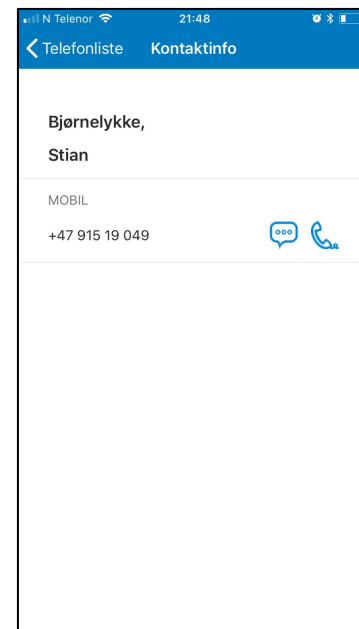 N Telenor 21:48
Telefonliste Kontaktinfo
Bjørnelykke,
Stian
MOBIL
+47 915 19 049